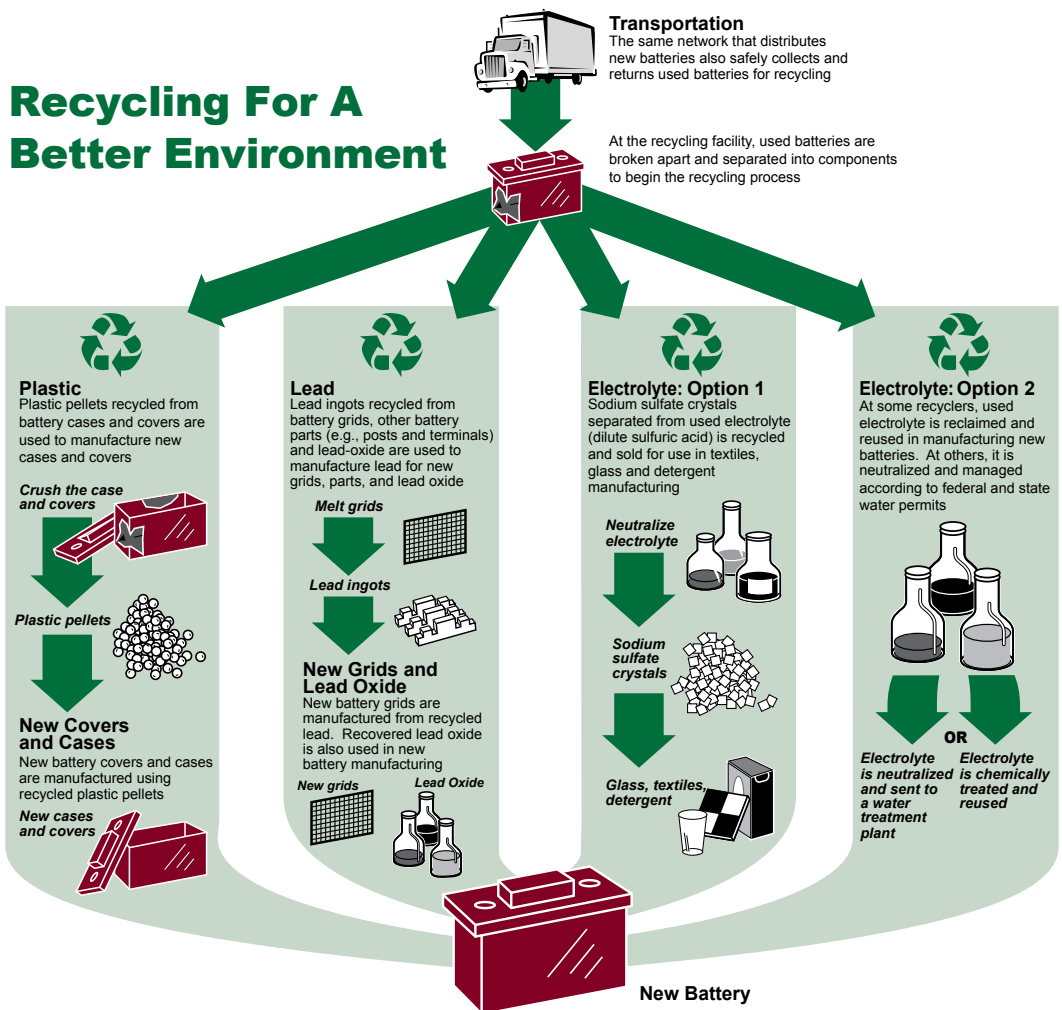 Transportation
The same network that distributes
new batteries also safely collects and
returns used batteries for recycling
Recycling For A
Better Environment
At the recycling facility, used batteries are
broken apart and separated into components
to begin the recycling process
Plastic
Plastic pellets recycled from
battery cases and covers are
used to manufacture new
cases and covers
Crush the case
and covers
Plastic pellets
New Covers
and Cases
New battery covers and cases
are manufactured using
recycled plastic pellets
New cases
and covers
Lead
Lead ingots recycled from
battery grids, other battery
parts (e.g., posts and terminals)
and lead-oxide are used to
manufacture lead for new
grids, parts, and lead oxide
Melt grids
Lead ingots
New Grids and
Lead Oxide
New battery grids are
manufactured from recycled
lead. Recovered lead oxide
is also used in new
battery manufacturing
New grids
Lead Oxide
Electrolyte: Option 1
Sodium sulfate crystals
separated from used electrolyte
(dilute sulfuric acid) is recycled
and sold for use in textiles,
glass and detergent
manufacturing
Neutralize
electrolyte
Sodium
sulfate
crystals
Glass, textiles,
detergent
Electrolyte: Option 2
At some recyclers, used
electrolyte is reclaimed and
reused in manufacturing new
batteries. At others, it is
neutralized and managed
according to federal and state
water permits
OR
Electrolyte
is neutralized
and sent to
a water
treatment
plant
Electrolyte
is chemically
treated and
reused
New Battery